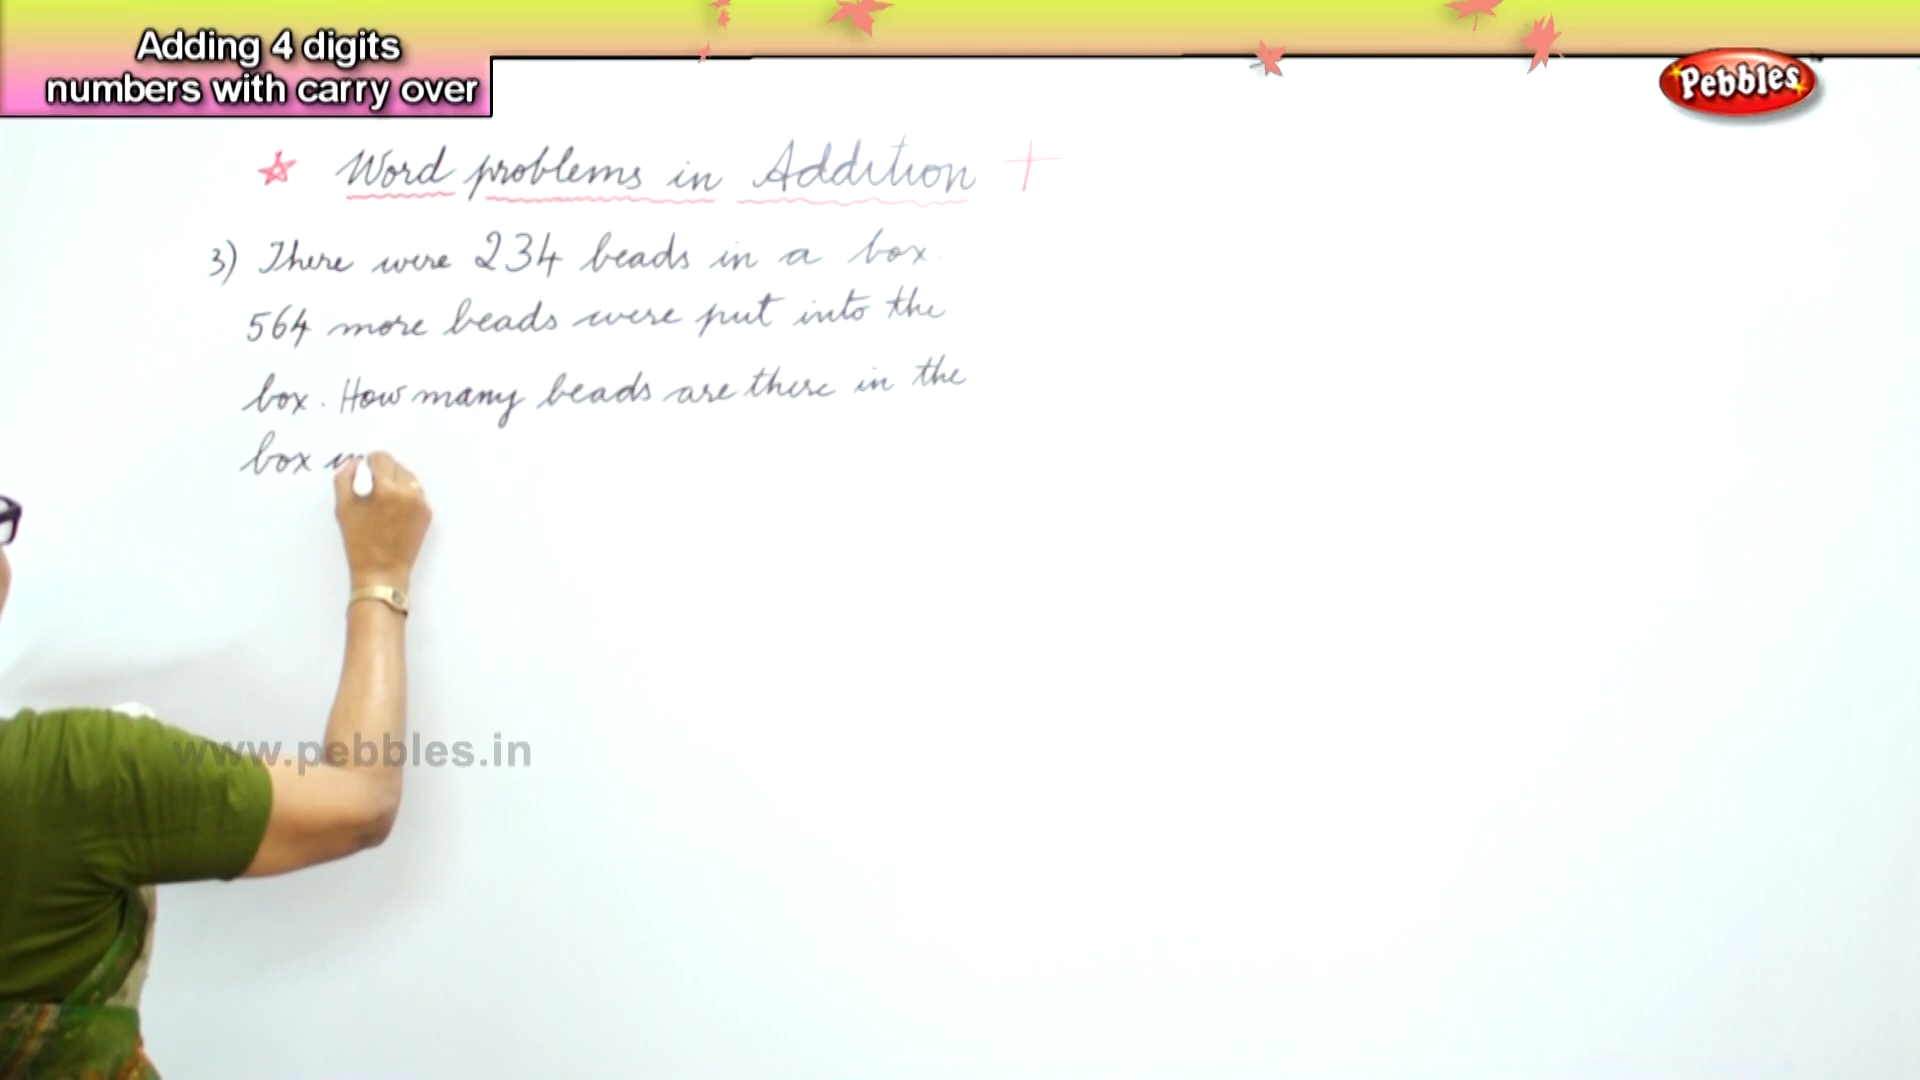 Adding 4 digits
numbers with carry over
Pebbles
Word problems in Addition +
3) There were 234 beads in a box.
564 more beads were put into the
box. How many beads are there in the
box in
www.pebbles.in